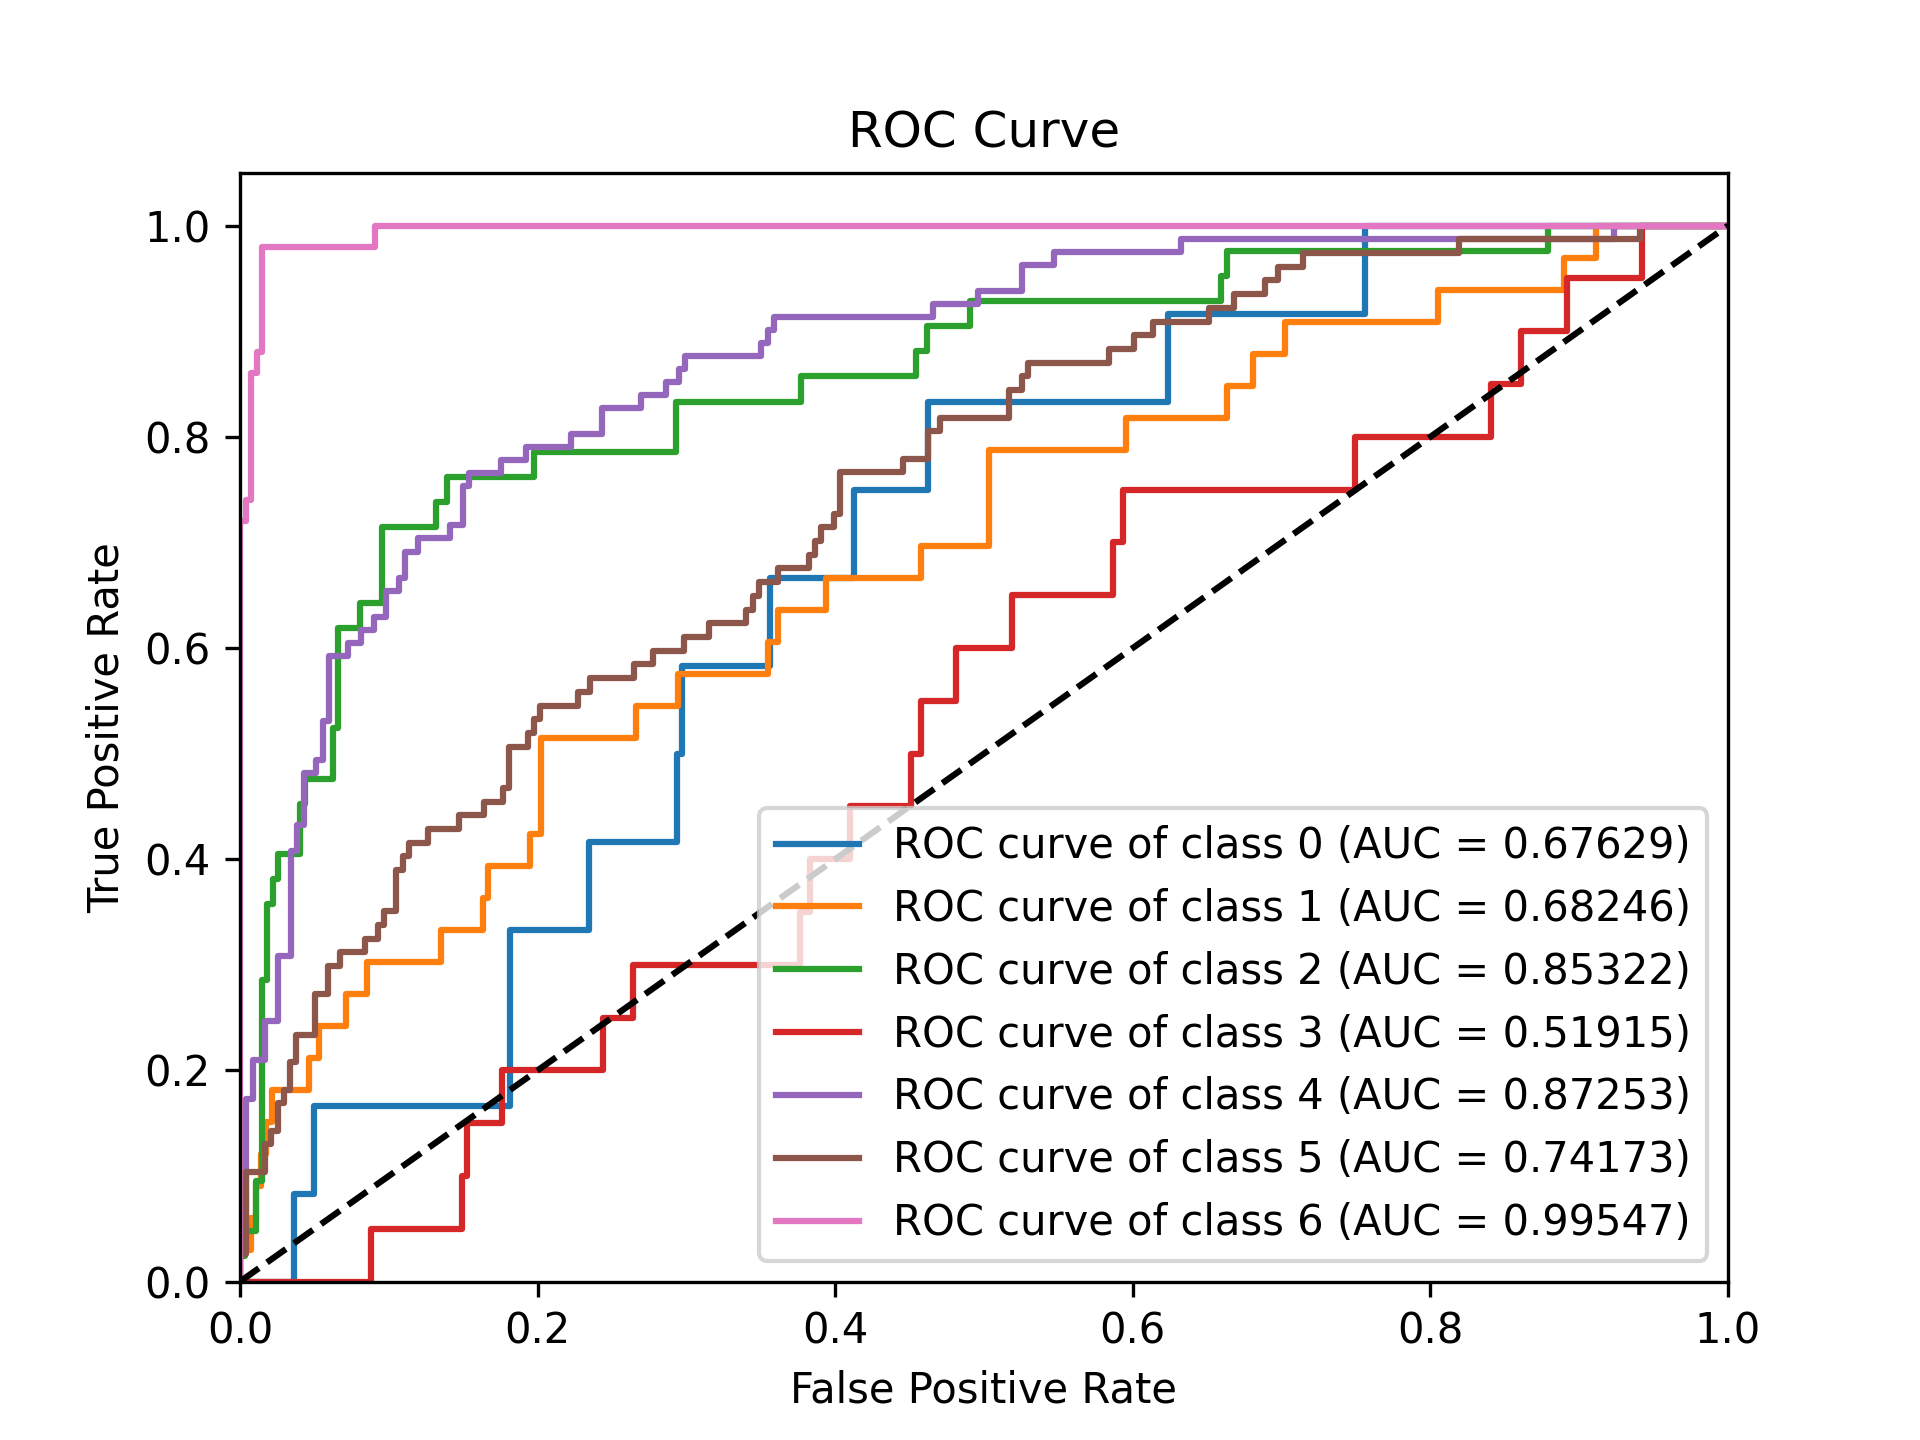 ROC Curve
1.0
0.8
0.6
0.4
0.2
0.0
True Positive Rate
ROC curve of class 0 (AUC = 0.67629)
ROC curve of class 1 (AUC = 0.68246)
ROC curve of class 2 (AUC = 0.85322)
ROC curve of class 3 (AUC = 0.51915)
ROC curve of class 4 (AUC = 0.87253)
ROC curve of class 5 (AUC = 0.74173)
ROC curve of class 6 (AUC = 0.99547)
0.0 0.2 0.4 0.6 0.8 1.0
False Positive Rate